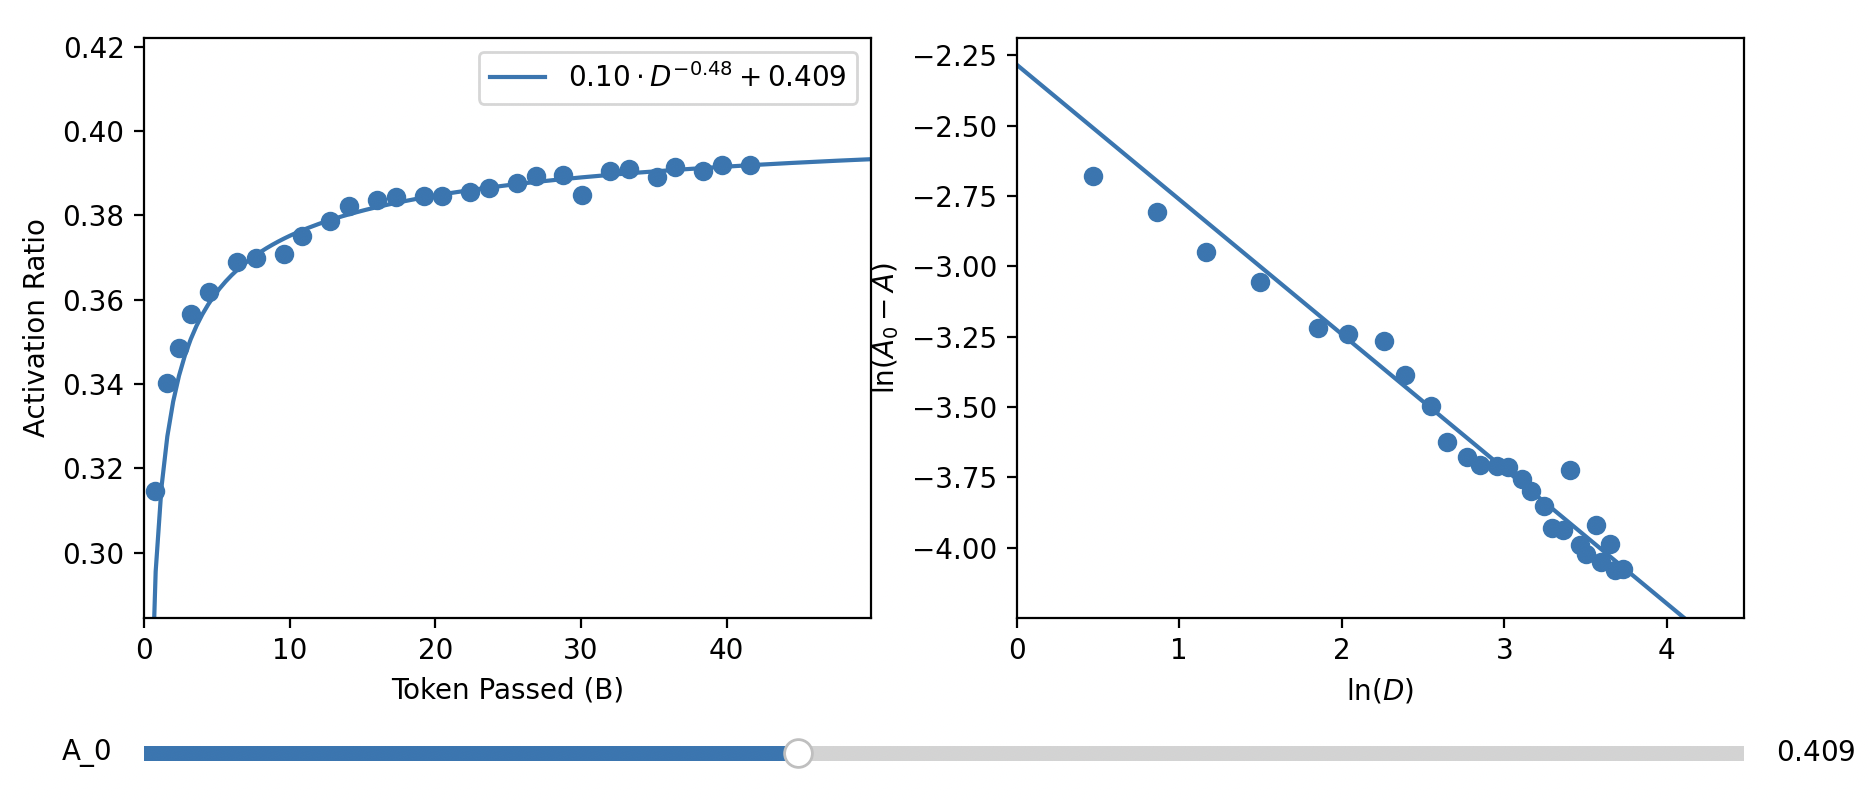 0.42
0.40
0.38
0.36
0.34
0.32
0.30
Activation Ratio
0.10 · D^{−0.48} + 0.409
0 10 20 30 40
Token Passed (B)
−2.25
−2.50
−2.75
−3.00
−3.25
−3.50
−3.75
−4.00
ln(A₀ − A)
0 1 2 3 4
ln(D)
A_0 0.409